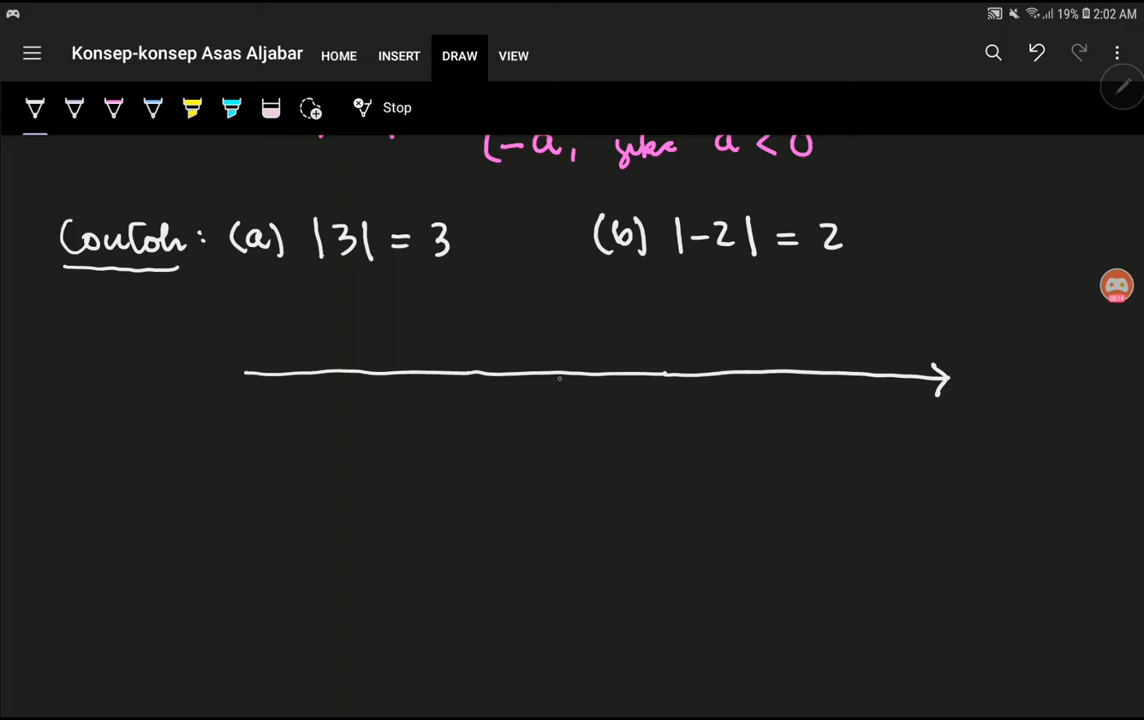 19% 2:02 AM
Konsep-konsep Asas Aljabar HOME INSERT DRAW VIEW
Stop
-a, jika a < 0
Contoh: (a) |3| = 3 (b) |-2| = 2